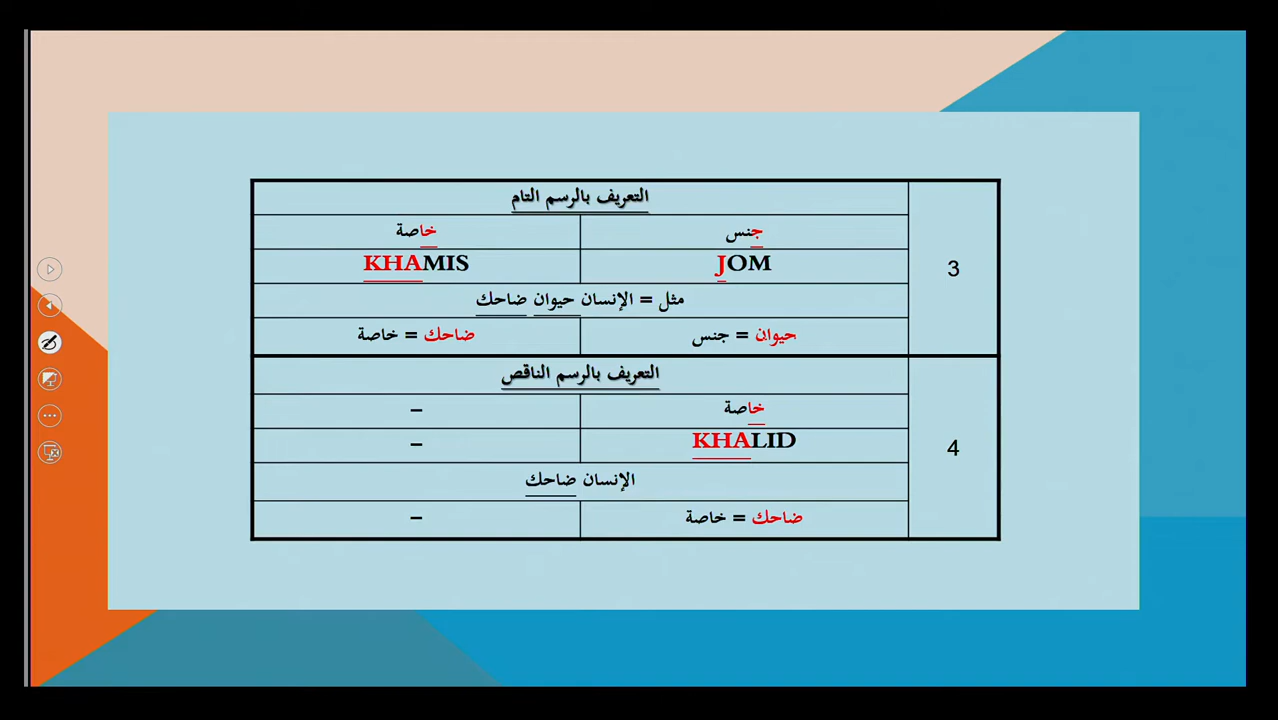 3
التعريف بالرسم التام
جنس خاصة
JOM KHAMIS
مثل = الإنسان حيوان ضاحك
حيوان = جنس ضاحك = خاصة
4
التعريف بالرسم الناقص
خاصة –
KHALID –
الإنسان ضاحك
ضاحك = خاصة –